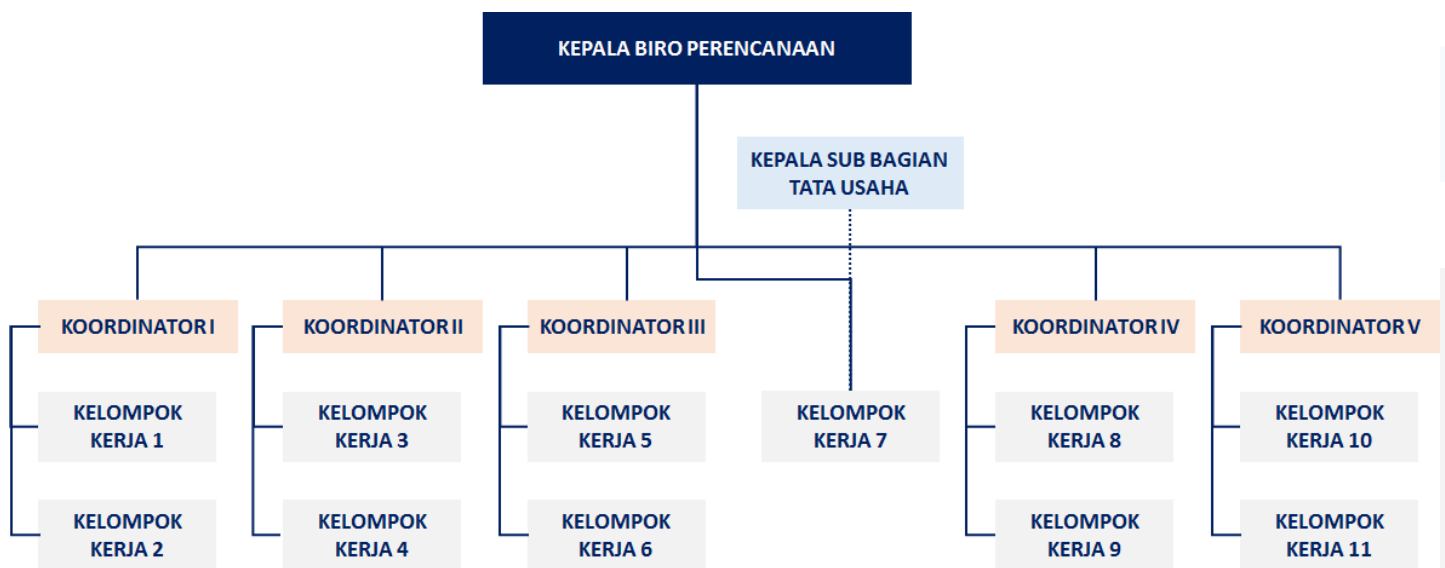 KEPALA BIRO PERENCANAAN
KEPALA SUB BAGIAN
TATA USAHA
KOORDINATOR I
KOORDINATOR II
KOORDINATOR III
KOORDINATOR IV
KOORDINATOR V
KELOMPOK
KERJA 1
KELOMPOK
KERJA 3
KELOMPOK
KERJA 5
KELOMPOK
KERJA 7
KELOMPOK
KERJA 8
KELOMPOK
KERJA 10
KELOMPOK
KERJA 2
KELOMPOK
KERJA 4
KELOMPOK
KERJA 6
KELOMPOK
KERJA 9
KELOMPOK
KERJA 11